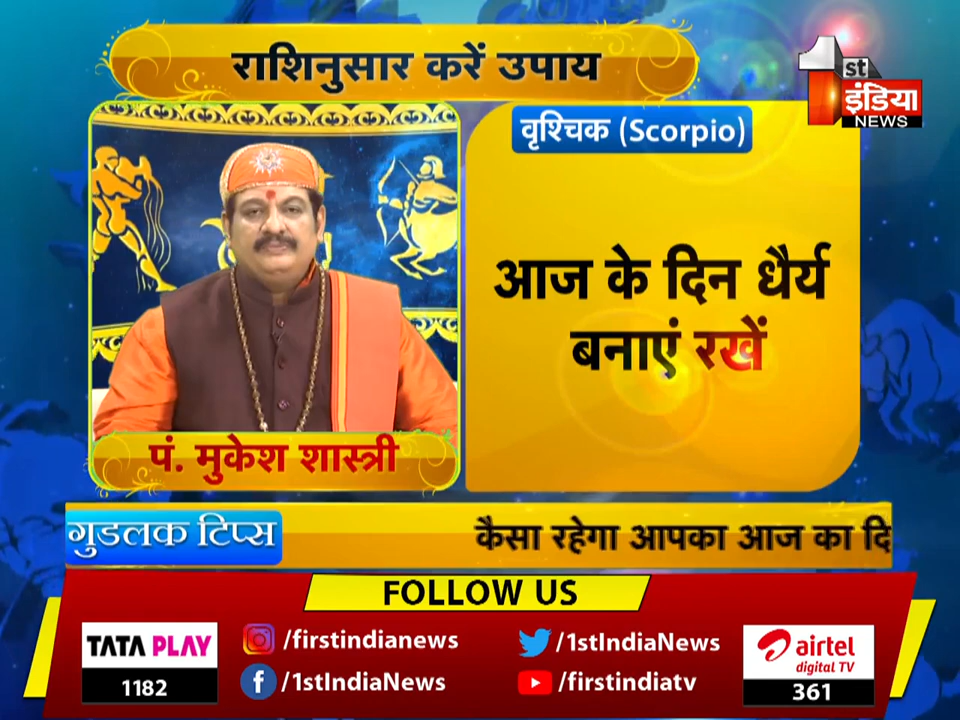 राशिनुसार करें उपाय
1st
इंडिया
NEWS
वृश्चिक (Scorpio)
आज के दिन धैर्य
बनाएं रखें
पं. मुकेश शास्त्री
गुडलक टिप्स
कैसा रहेगा आपका आज का दि
FOLLOW US
TATA PLAY
1182
/firstindianews
/1stIndiaNews
/1stIndiaNews
/firstindiatv
airtel
digital TV
361